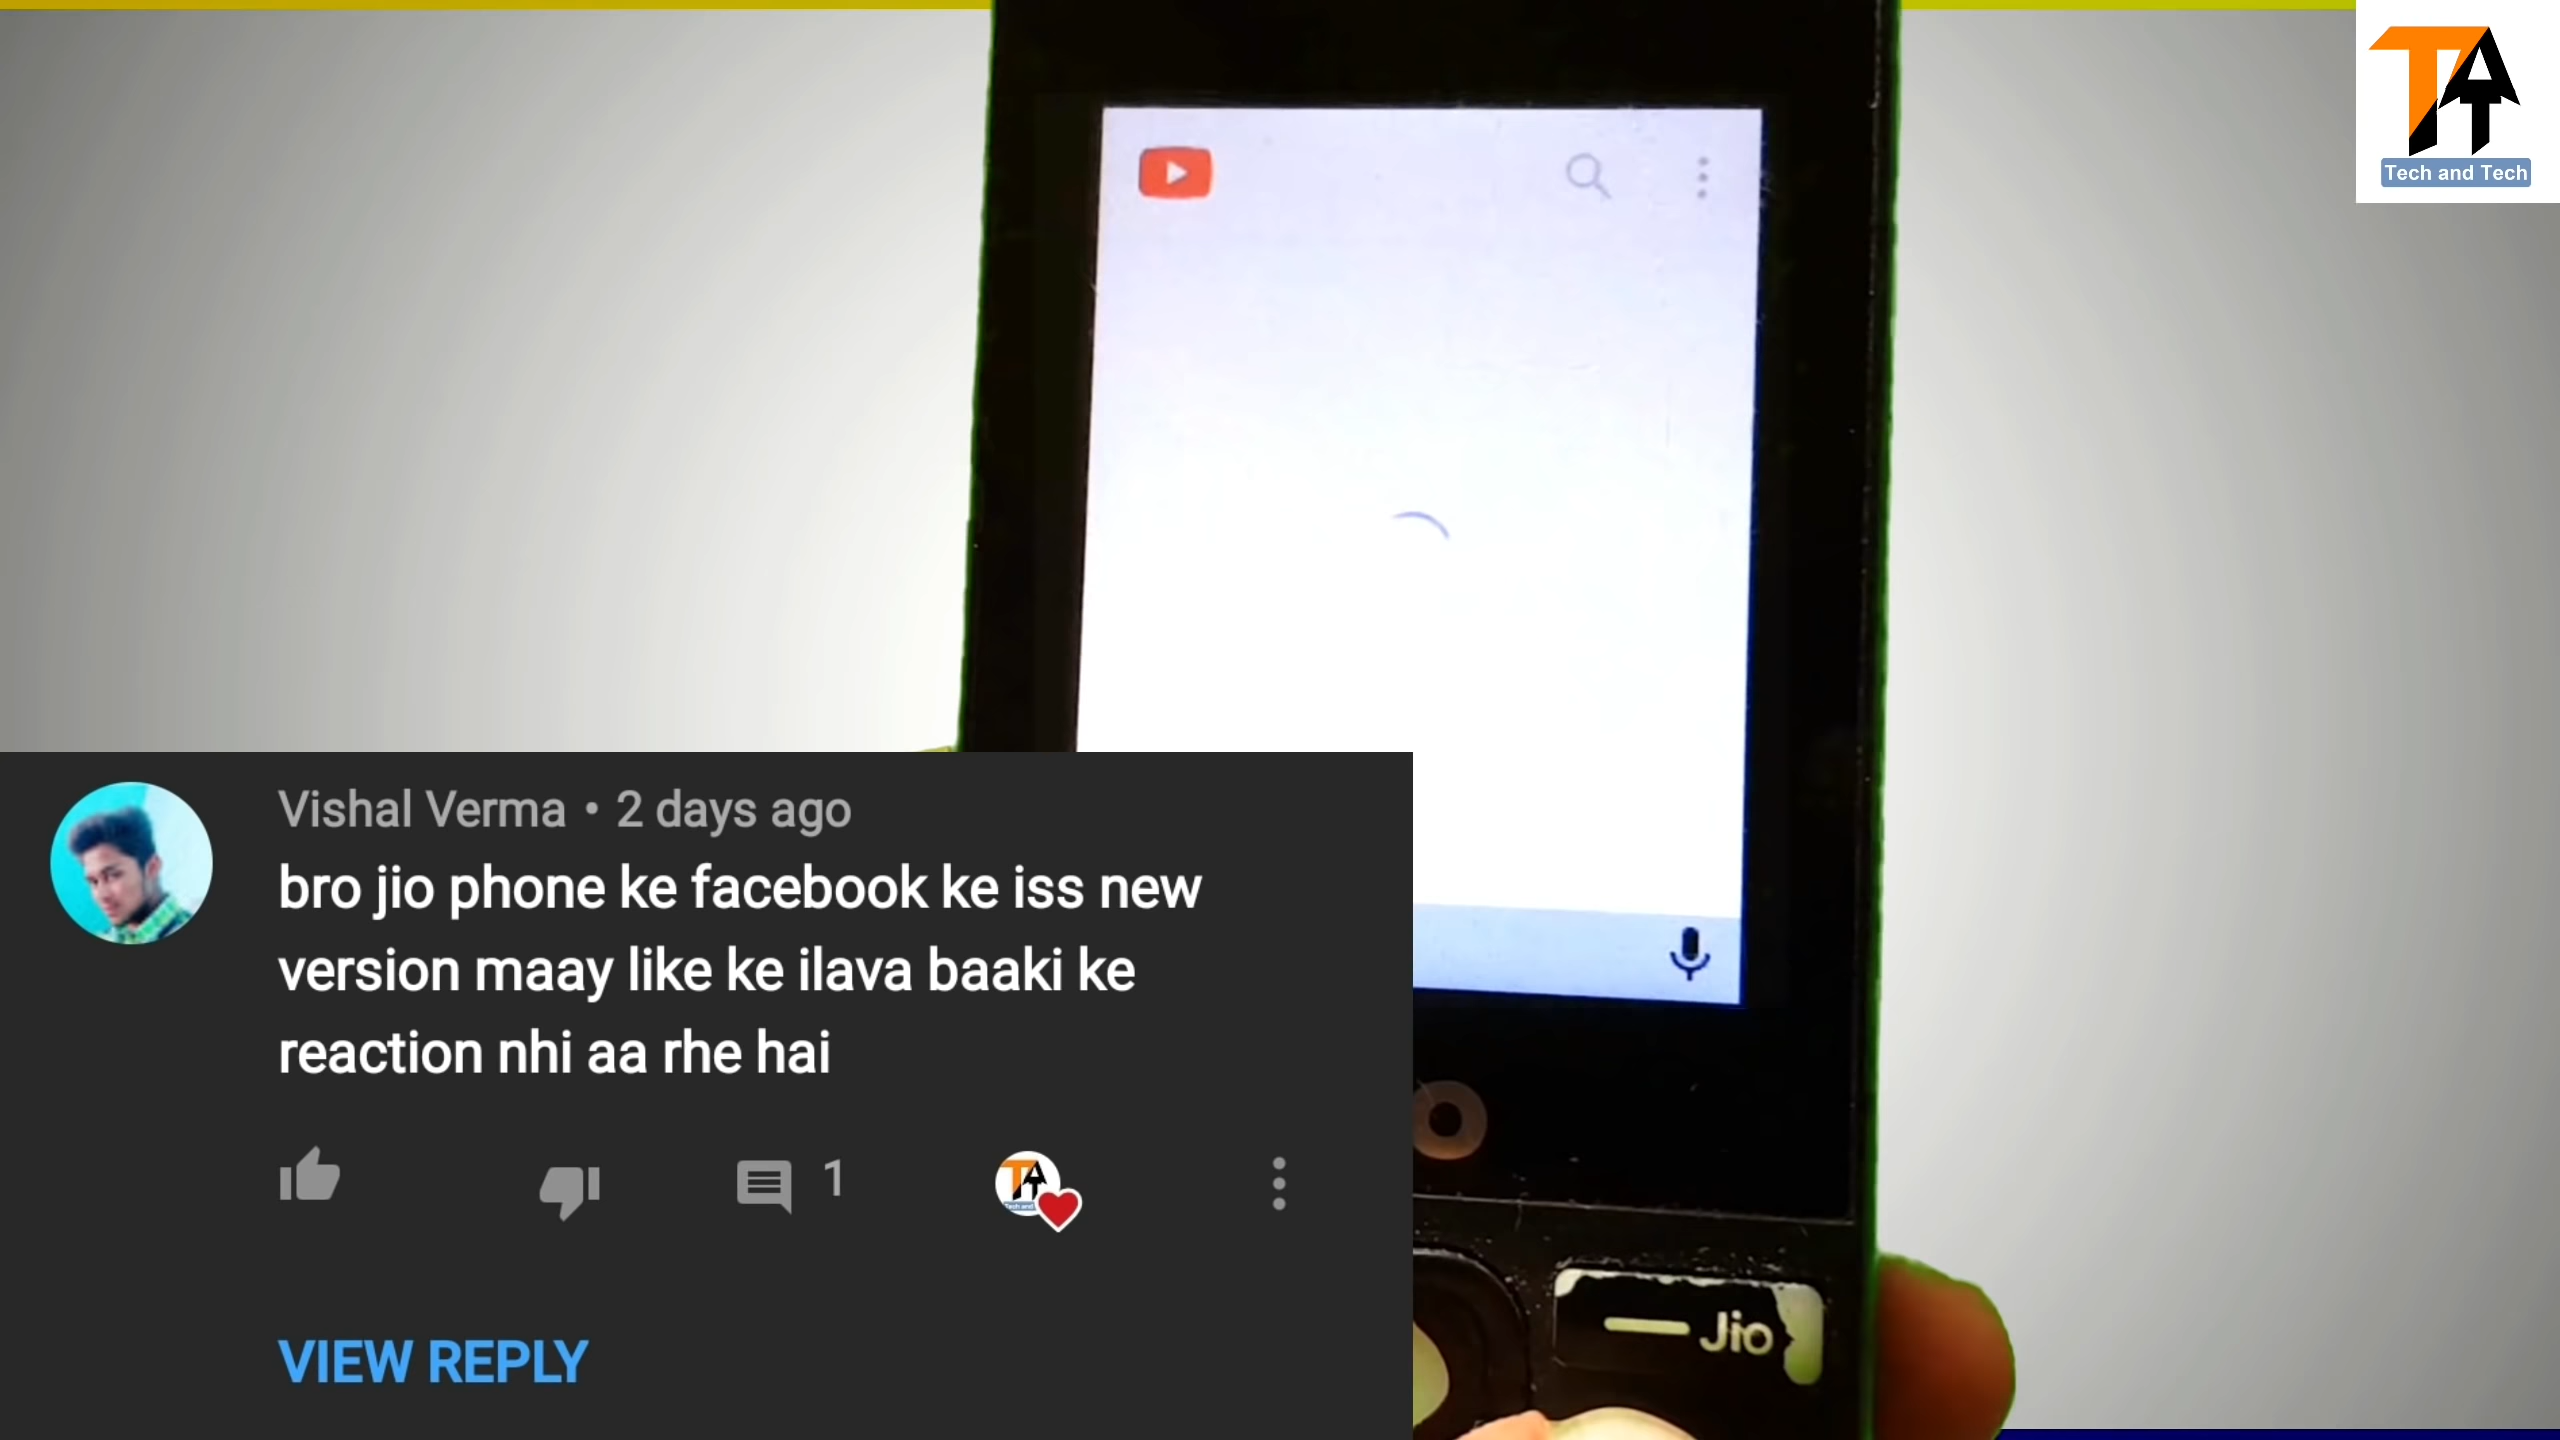 Tech and Tech
Vishal Verma • 2 days ago
bro jio phone ke facebook ke iss new
version maay like ke ilava baaki ke
reaction nhi aa rhe hai
1
VIEW REPLY
Jio